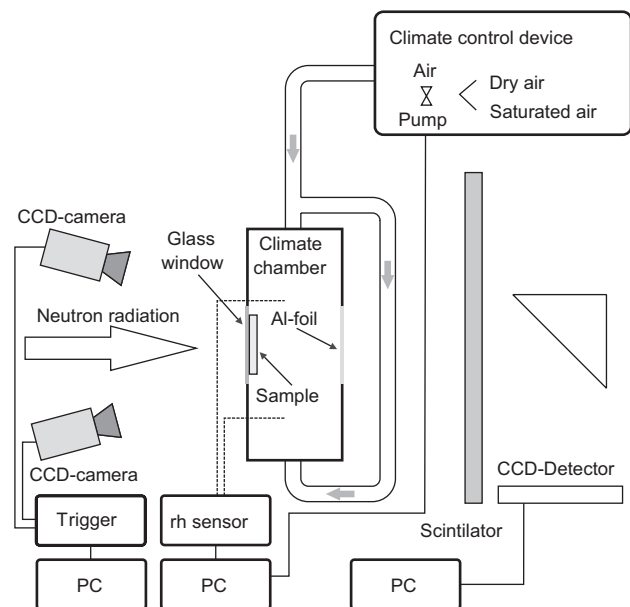 Climate control device
Air
Dry air
Pump
Saturated air
CCD-camera
Glass
window
Climate
chamber
Neutron radiation
Al-foil
Sample
CCD-camera
CCD-Detector
Trigger
rh sensor
Scintilator
PC
PC
PC